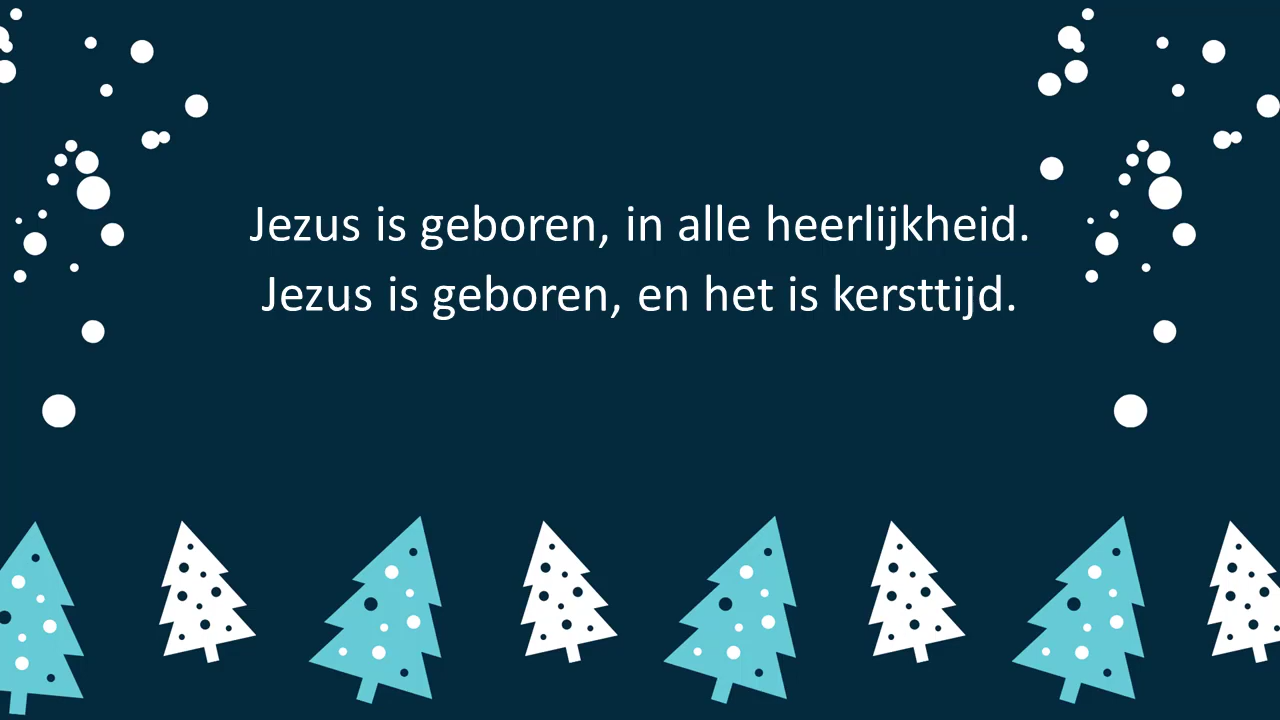 Jezus is geboren, in alle heerlijkheid.
Jezus is geboren, en het is kersttijd.